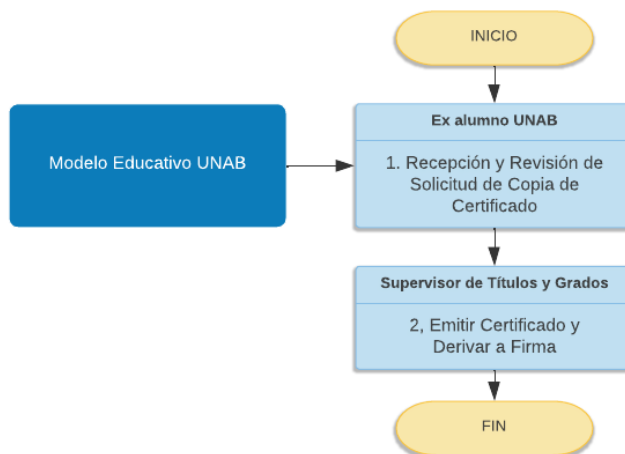 INICIO
Ex alumno UNAB
Modelo Educativo UNAB
1. Recepción y Revisión de
Solicitud de Copia de
Certificado
Supervisor de Títulos y Grados
2, Emitir Certificado y
Derivar a Firma
FIN